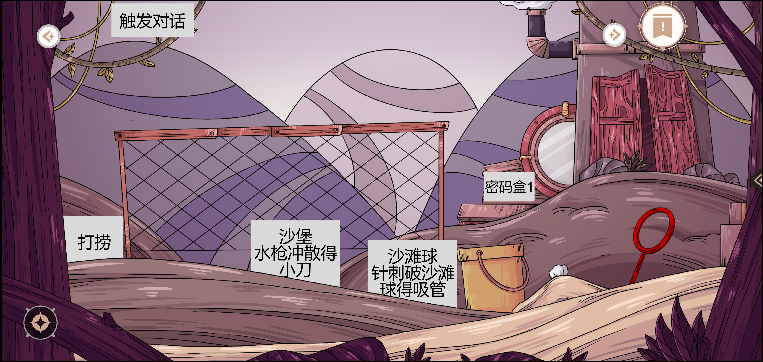 触发对话
密码盒1
打捞
沙堡
水枪冲散得
小刀
沙滩球
针刺破沙滩
球得吸管